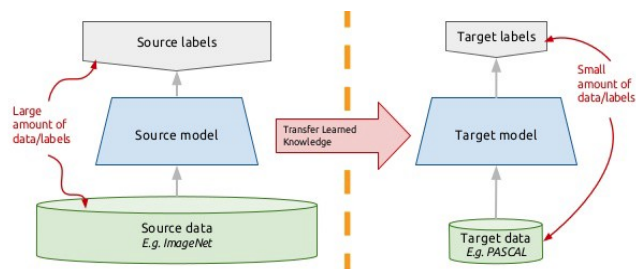 Source labels
Large
amount of
data/labels
Source model
Source data
E.g. ImageNet
Transfer Learned
Knowledge
Target labels
Small
amount of
data/labels
Target model
Target data
E.g. PASCAL